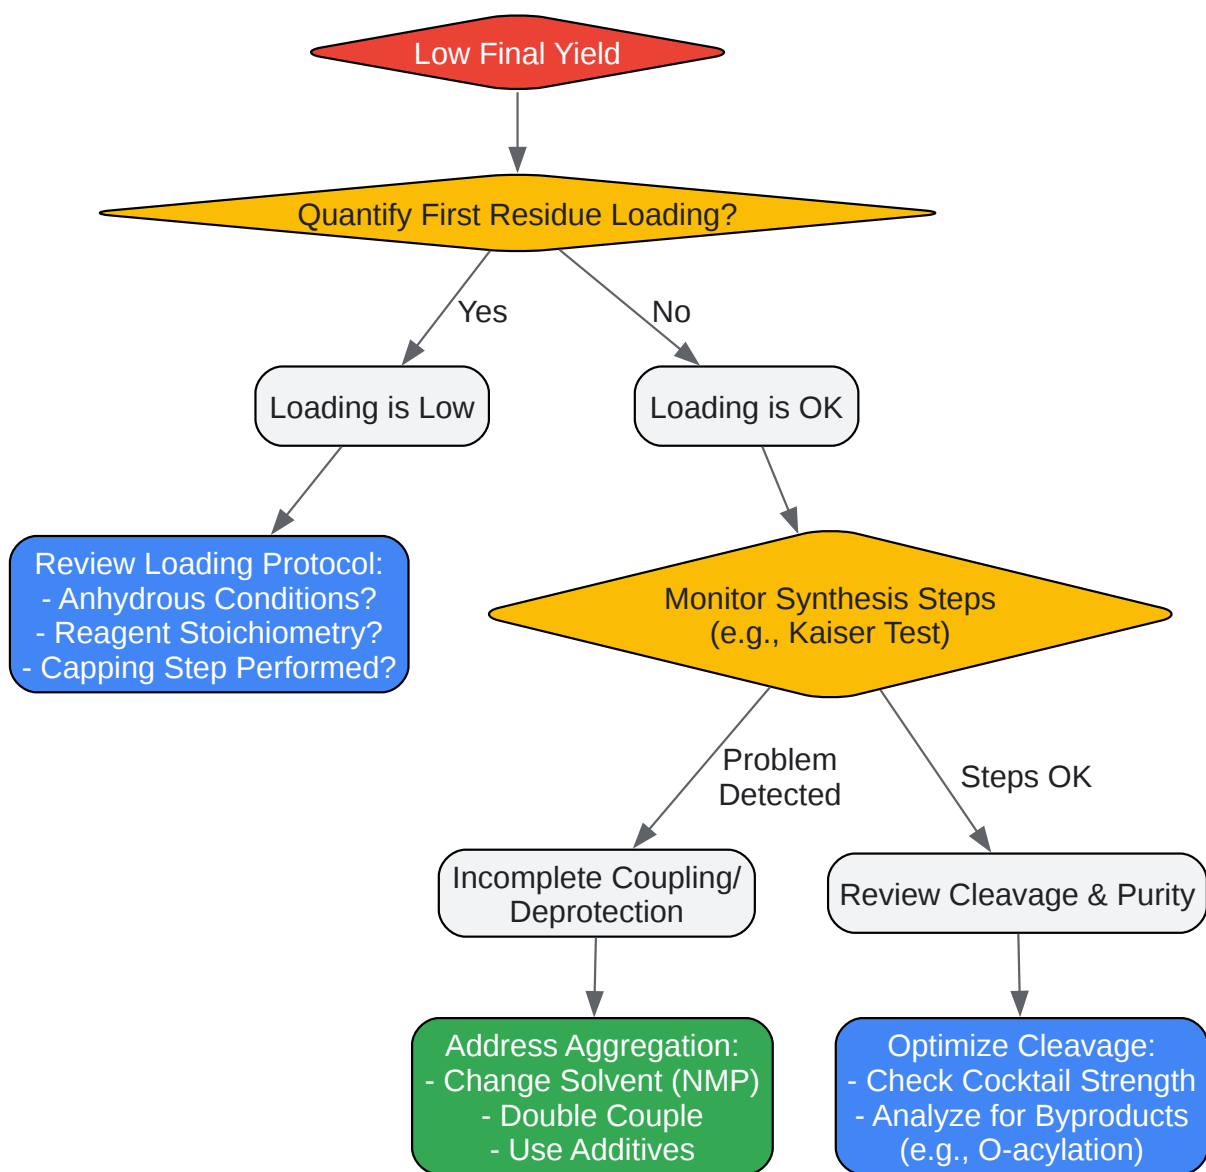 Low Final Yield
Quantify First Residue Loading?
Yes
No
Loading is Low
Loading is OK
Review Loading Protocol:
- Anhydrous Conditions?
- Reagent Stoichiometry?
- Capping Step Performed?
Monitor Synthesis Steps
(e.g., Kaiser Test)
Problem
Detected
Steps OK
Incomplete Coupling/
Deprotection
Review Cleavage & Purity
Address Aggregation:
- Change Solvent (NMP)
- Double Couple
- Use Additives
Optimize Cleavage:
- Check Cocktail Strength
- Analyze for Byproducts
(e.g., O-acylation)